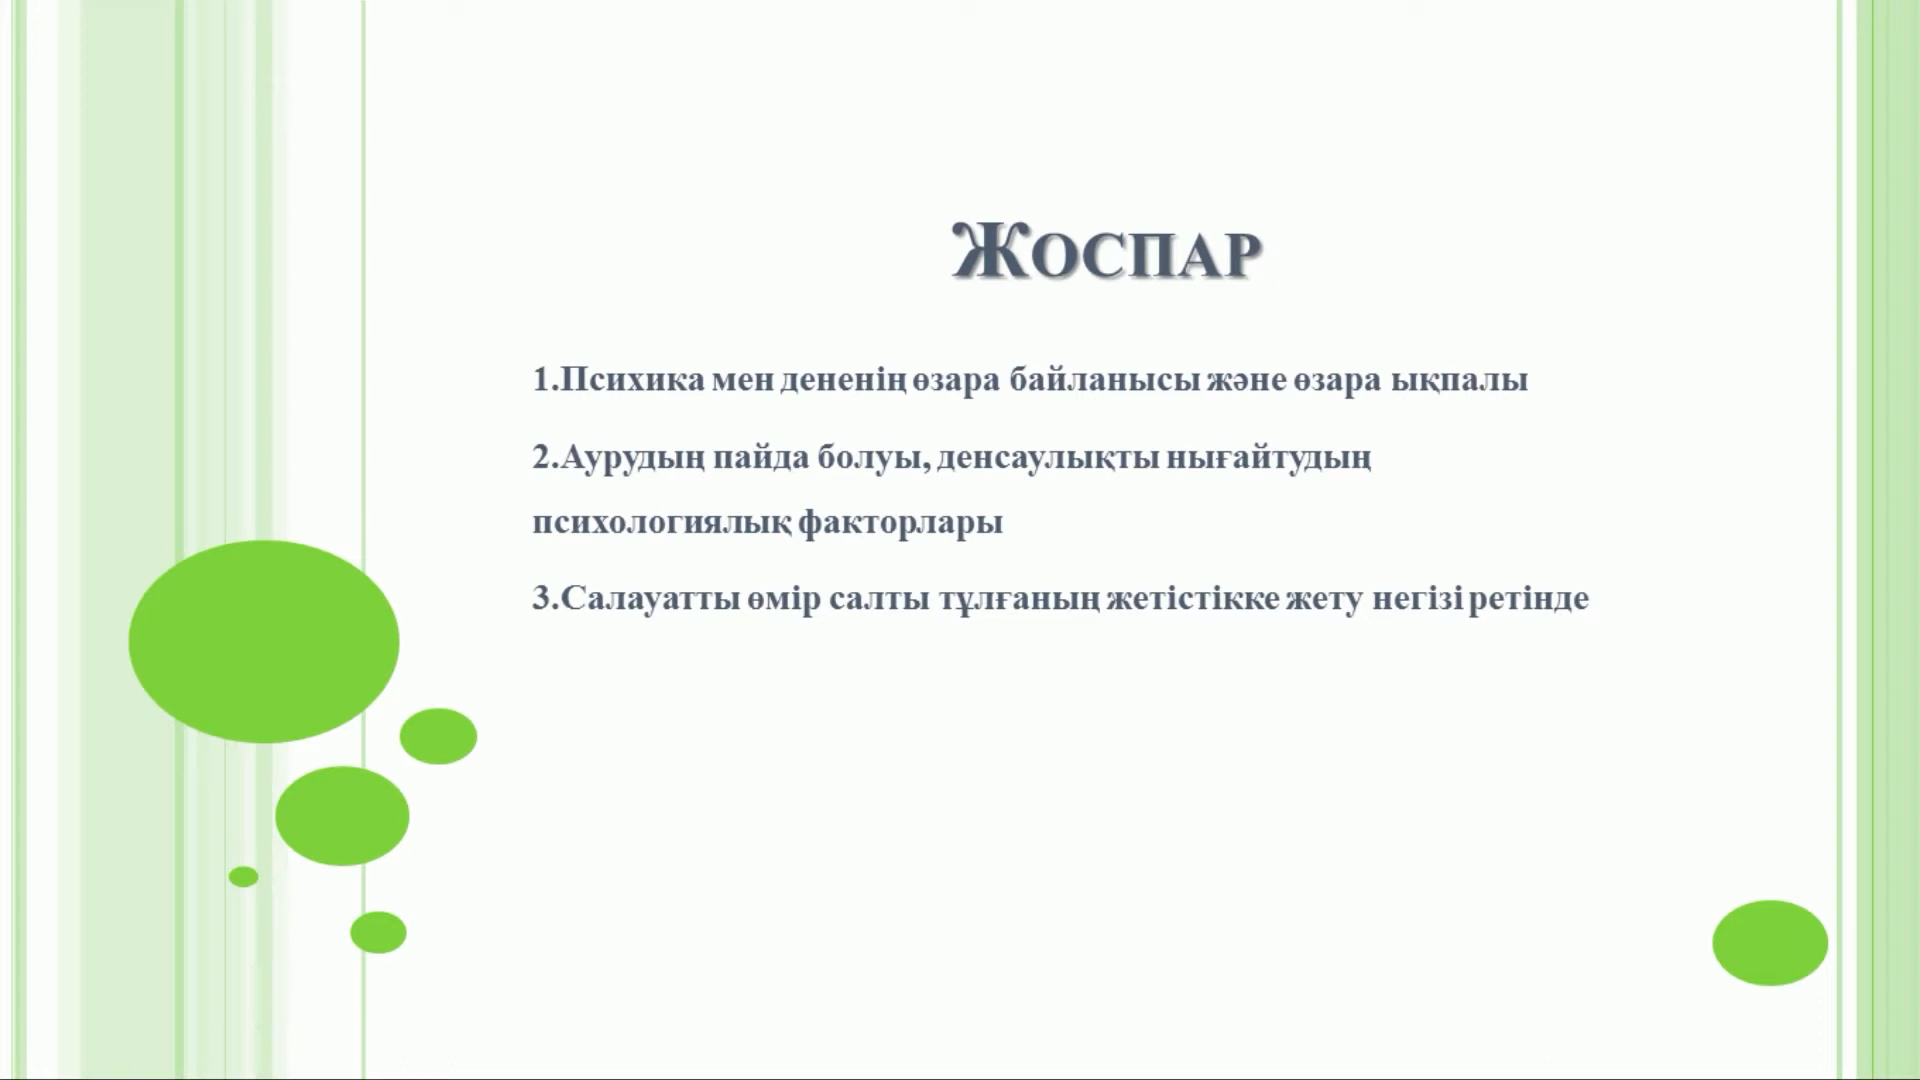 Жоспар
1.Психика мен дененің өзара байланысы және өзара ықпалы
2.Аурудың пайда болуы, денсаулықты нығайтудың
психологиялық факторлары
3.Салауатты өмір салты тұлғаның жетістікке жету негізі ретінде